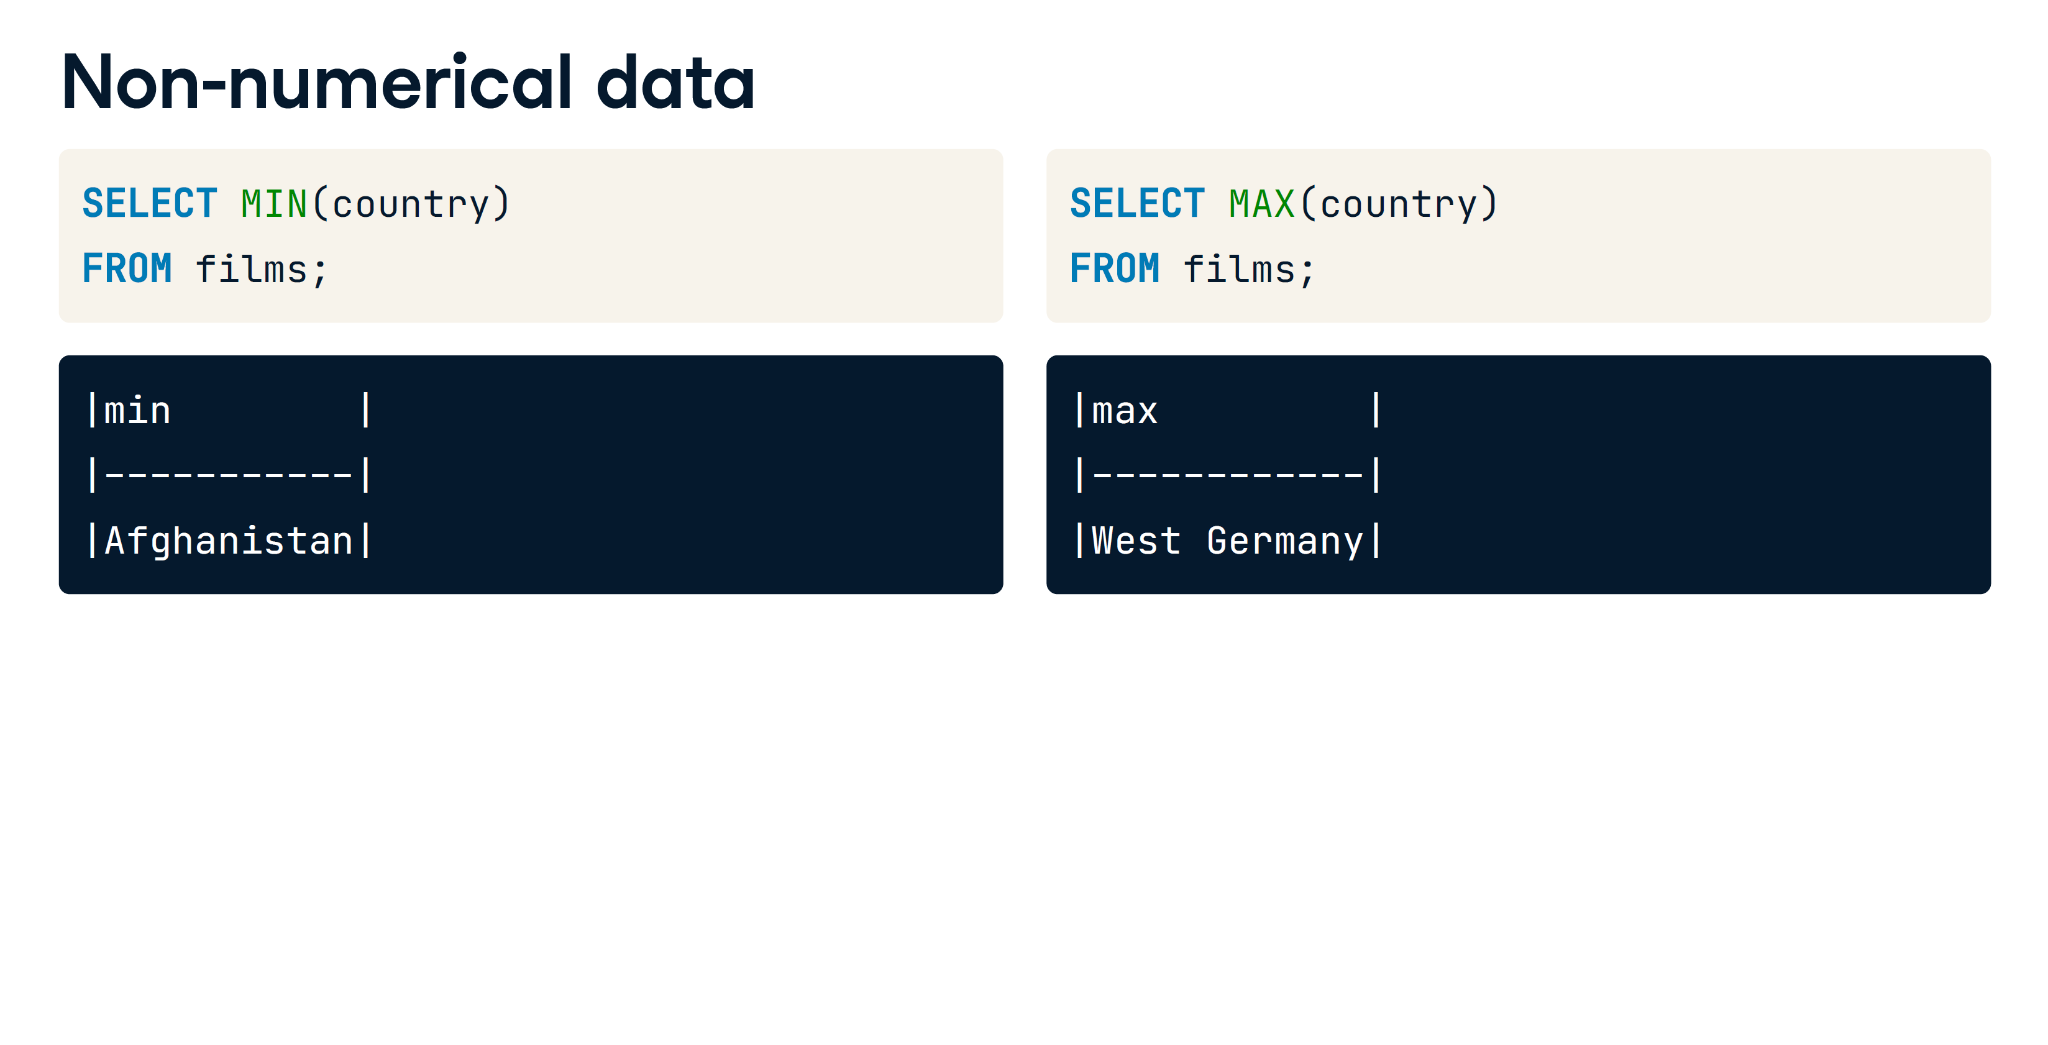 Non-numerical data
SELECT MIN(country)
FROM films;
|min        |
|-----------|
|Afghanistan|
SELECT MAX(country)
FROM films;
|max         |
|------------|
|West Germany|